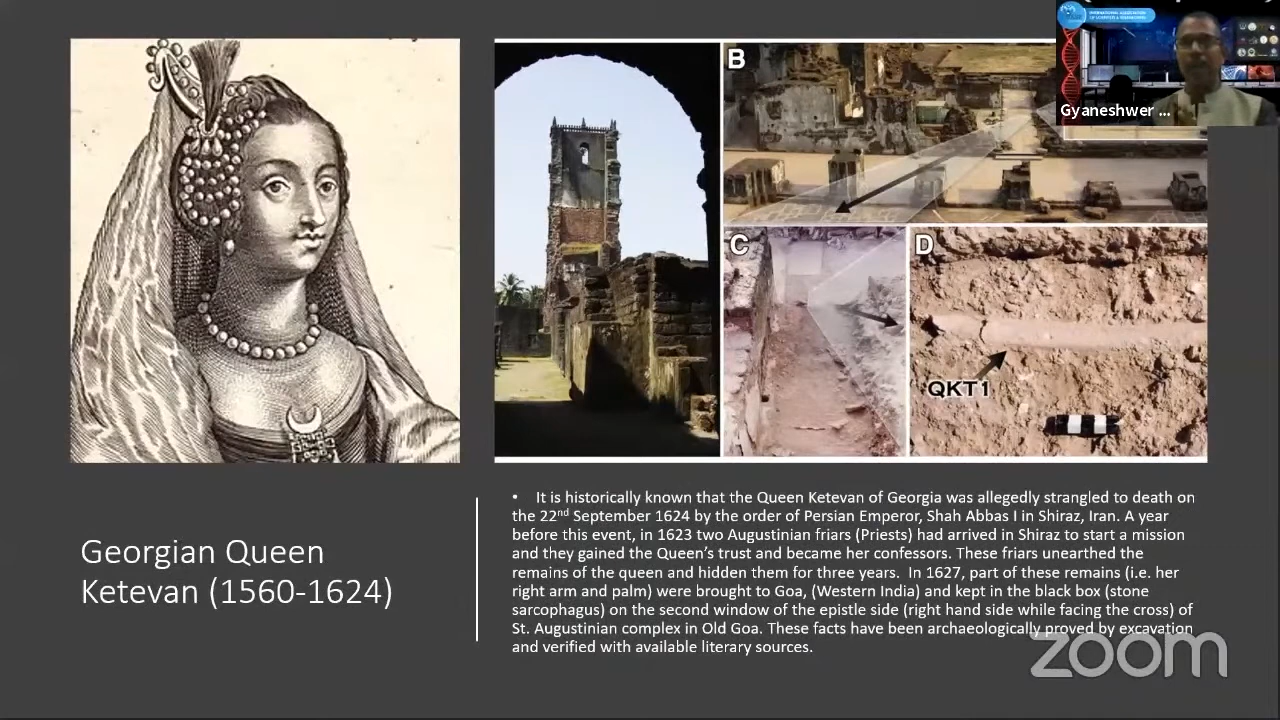 INTERNATIONAL ASSOCIATION
OF SCIENTISTS & ENGINEERS
Gyaneshwer ...
B
C
D
QKT1
Georgian Queen
Ketevan (1560-1624)
• It is historically known that the Queen Ketevan of Georgia was allegedly strangled to death on
the 22nd September 1624 by the order of Persian Emperor, Shah Abbas I in Shiraz, Iran. A year
before this event, in 1623 two Augustinian friars (Priests) had arrived in Shiraz to start a mission
and they gained the Queen's trust and became her confessors. These friars unearthed the
remains of the queen and hidden them for three years. In 1627, part of these remains (i.e. her
right arm and palm) were brought to Goa, (Western India) and kept in the black box (stone
sarcophagus) on the second window of the epistle side (right hand side while facing the cross) of
St. Augustinian complex in Old Goa. These facts have been archaeologically proved by excavation
and verified with available literary sources.
zoom